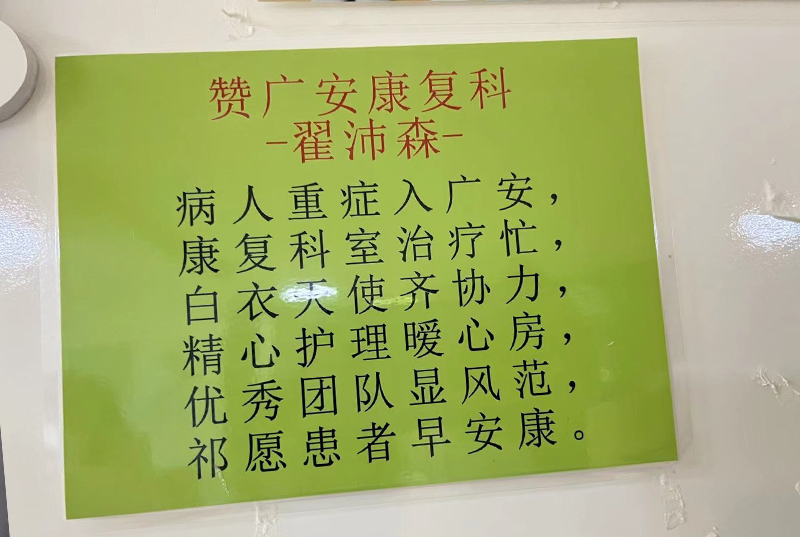 赞广安康复科
-翟沛森-
病人重症入广安，
康复科室治疗忙，
白衣天使齐协力，
精心护理暧心房，
优秀团队显风范，
祁愿患者早安康。